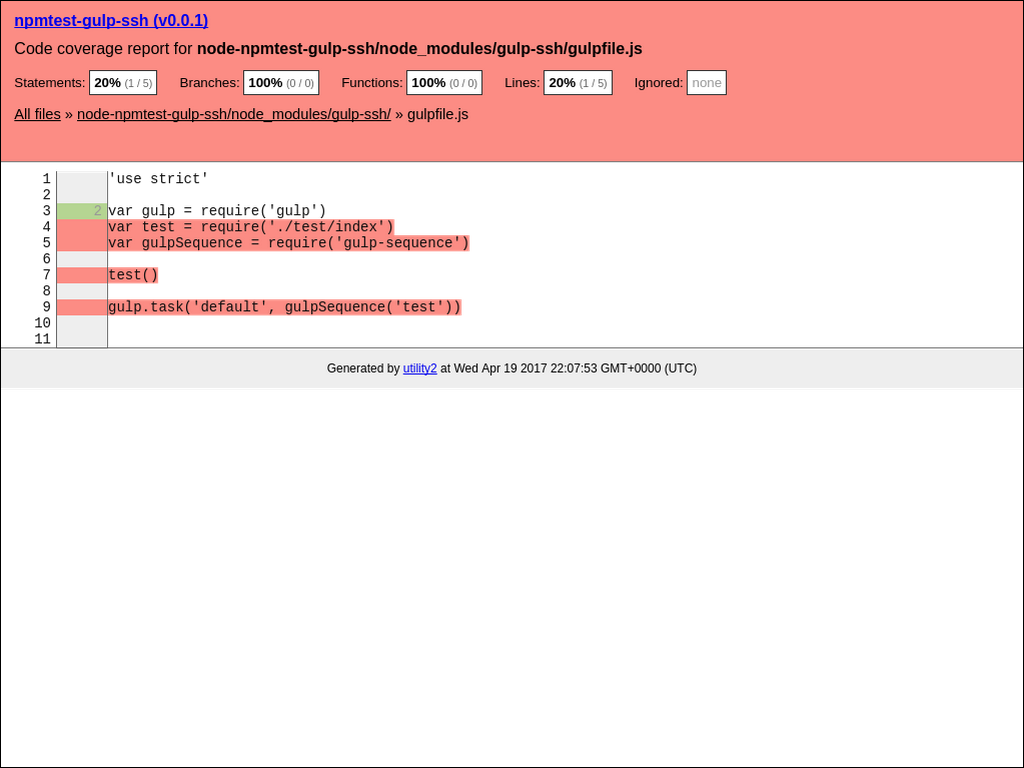 npmtest-gulp-ssh (v0.0.1)
Code coverage report for node-npmtest-gulp-ssh/node_modules/gulp-ssh/gulpfile.js
Statements: 20% (1 / 5) Branches: 100% (0 / 0) Functions: 100% (0 / 0) Lines: 20% (1 / 5) Ignored: none
All files » node-npmtest-gulp-ssh/node_modules/gulp-ssh/ » gulpfile.js
1 'use strict'
2
3 2 var gulp = require('gulp')
4 var test = require('./test/index')
5 var gulpSequence = require('gulp-sequence')
6
7 test()
8
9 gulp.task('default', gulpSequence('test'))
10
11
Generated by utility2 at Wed Apr 19 2017 22:07:53 GMT+0000 (UTC)